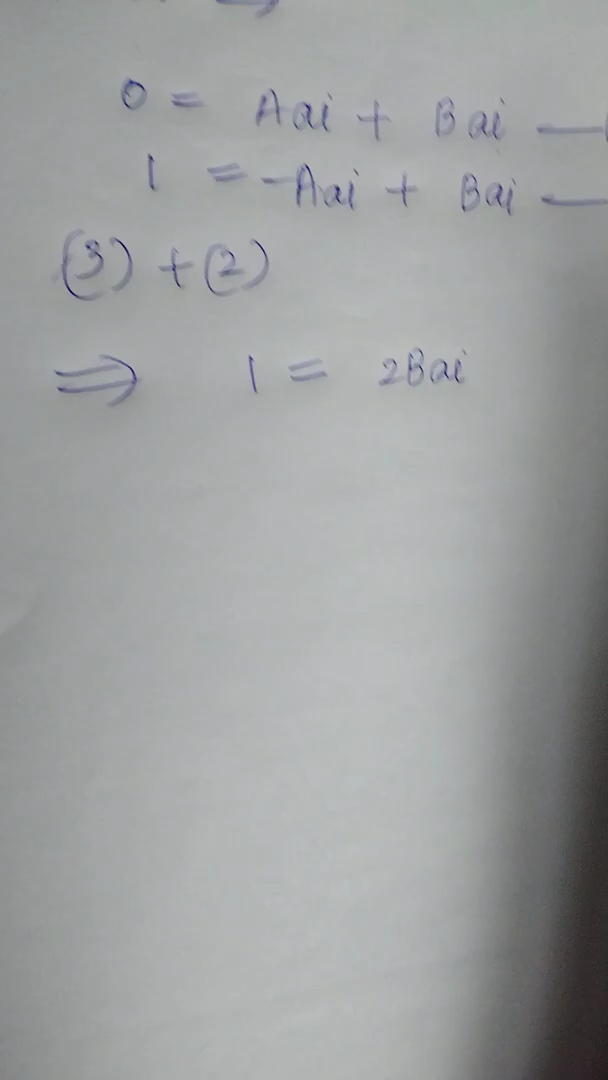 0 = Aai + Bai —
1 = -Aai + Bai —
(3) + (2)
⇒ 1 = 2Bai